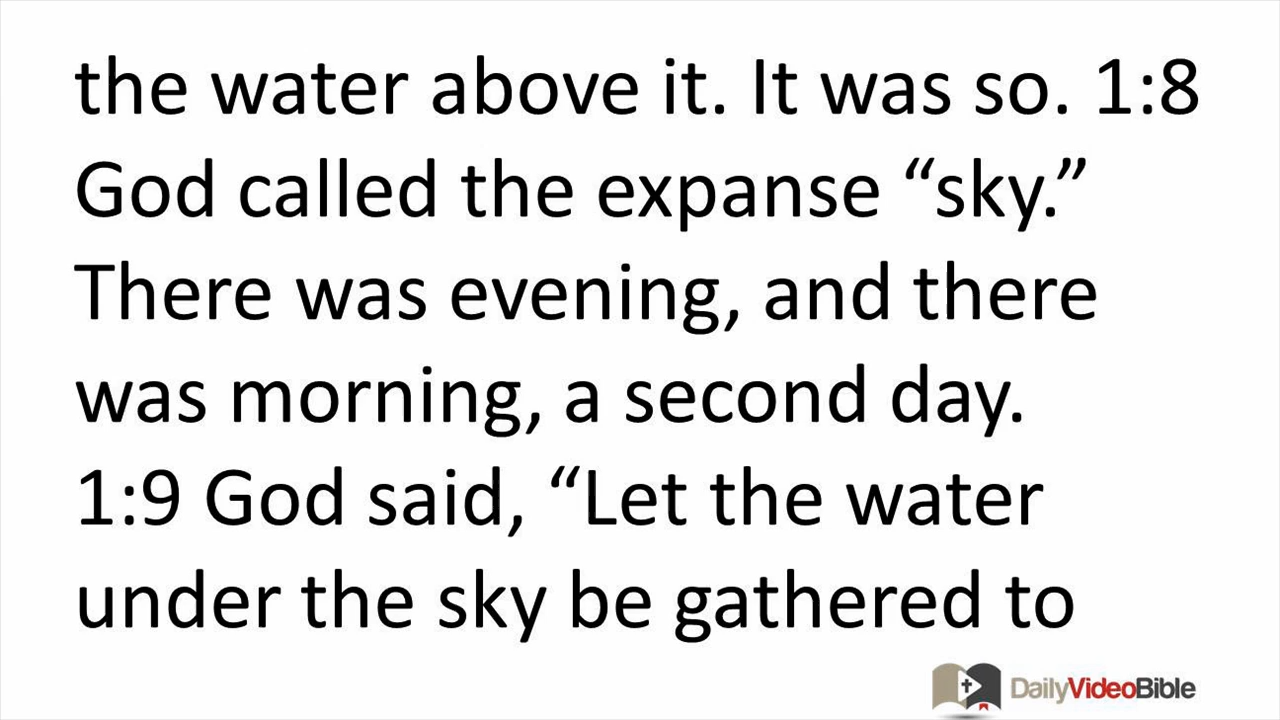 the water above it. It was so. 1:8
God called the expanse “sky.”
There was evening, and there
was morning, a second day.
1:9 God said, “Let the water
under the sky be gathered to
DailyVideoBible